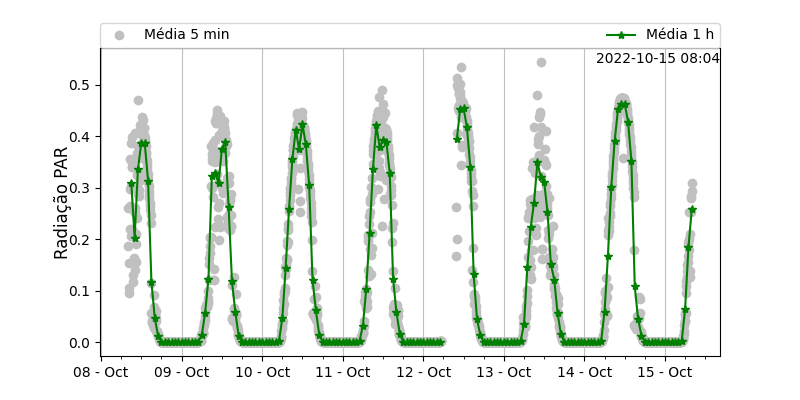 Média 5 min
Média 1 h
2022-10-15 08:04
Radiação PAR
0.5
0.4
0.3
0.2
0.1
0.0
08 - Oct
09 - Oct
10 - Oct
11 - Oct
12 - Oct
13 - Oct
14 - Oct
15 - Oct